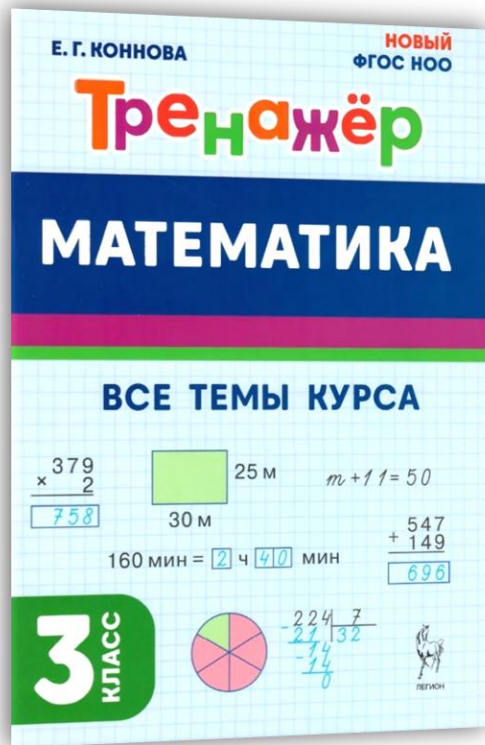 Е. Г. КОННОВА
НОВЫЙ
ФГОС НОО
Тренажёр
МАТЕМАТИКА
ВСЕ ТЕМЫ КУРСА
379
× 2
758
25 м
30 м
m + 11 = 50
547
+ 149
696
160 мин = 2 ч 40 мин
3 КЛАСС
224 7
- 21 32
- 14
14
0
ЛЕГИОН